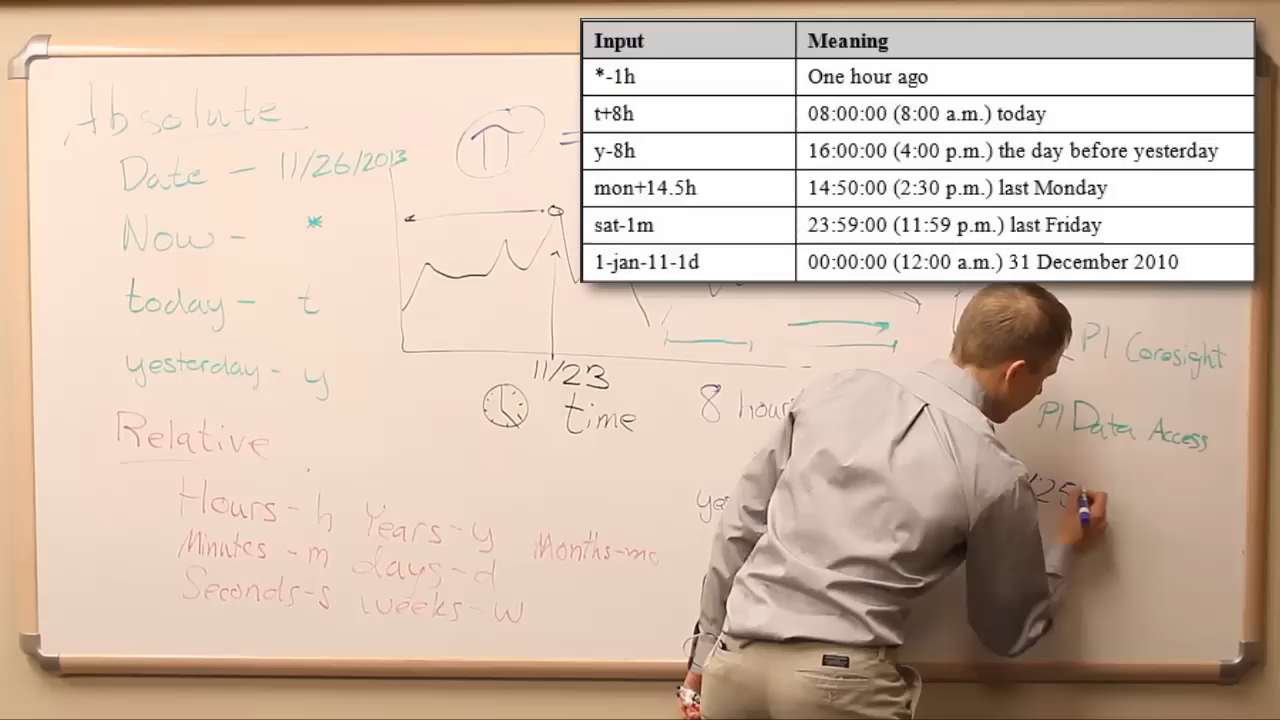 Input Meaning
*-1h One hour ago
t+8h 08:00:00 (8:00 a.m.) today
y-8h 16:00:00 (4:00 p.m.) the day before yesterday
mon+14.5h 14:50:00 (2:30 p.m.) last Monday
sat-1m 23:59:00 (11:59 p.m.) last Friday
1-jan-11-1d 00:00:00 (12:00 a.m.) 31 December 2010
Absolute
Date - 11/26/2013
Now - *
today - t
yesterday - y
Relative
Hours - h Years - y
Minutes - m days - d Months - mo
Seconds - s weeks - w
π =
11/23
time
8 hour
PI Coresight
PI Data Access
ye
:25